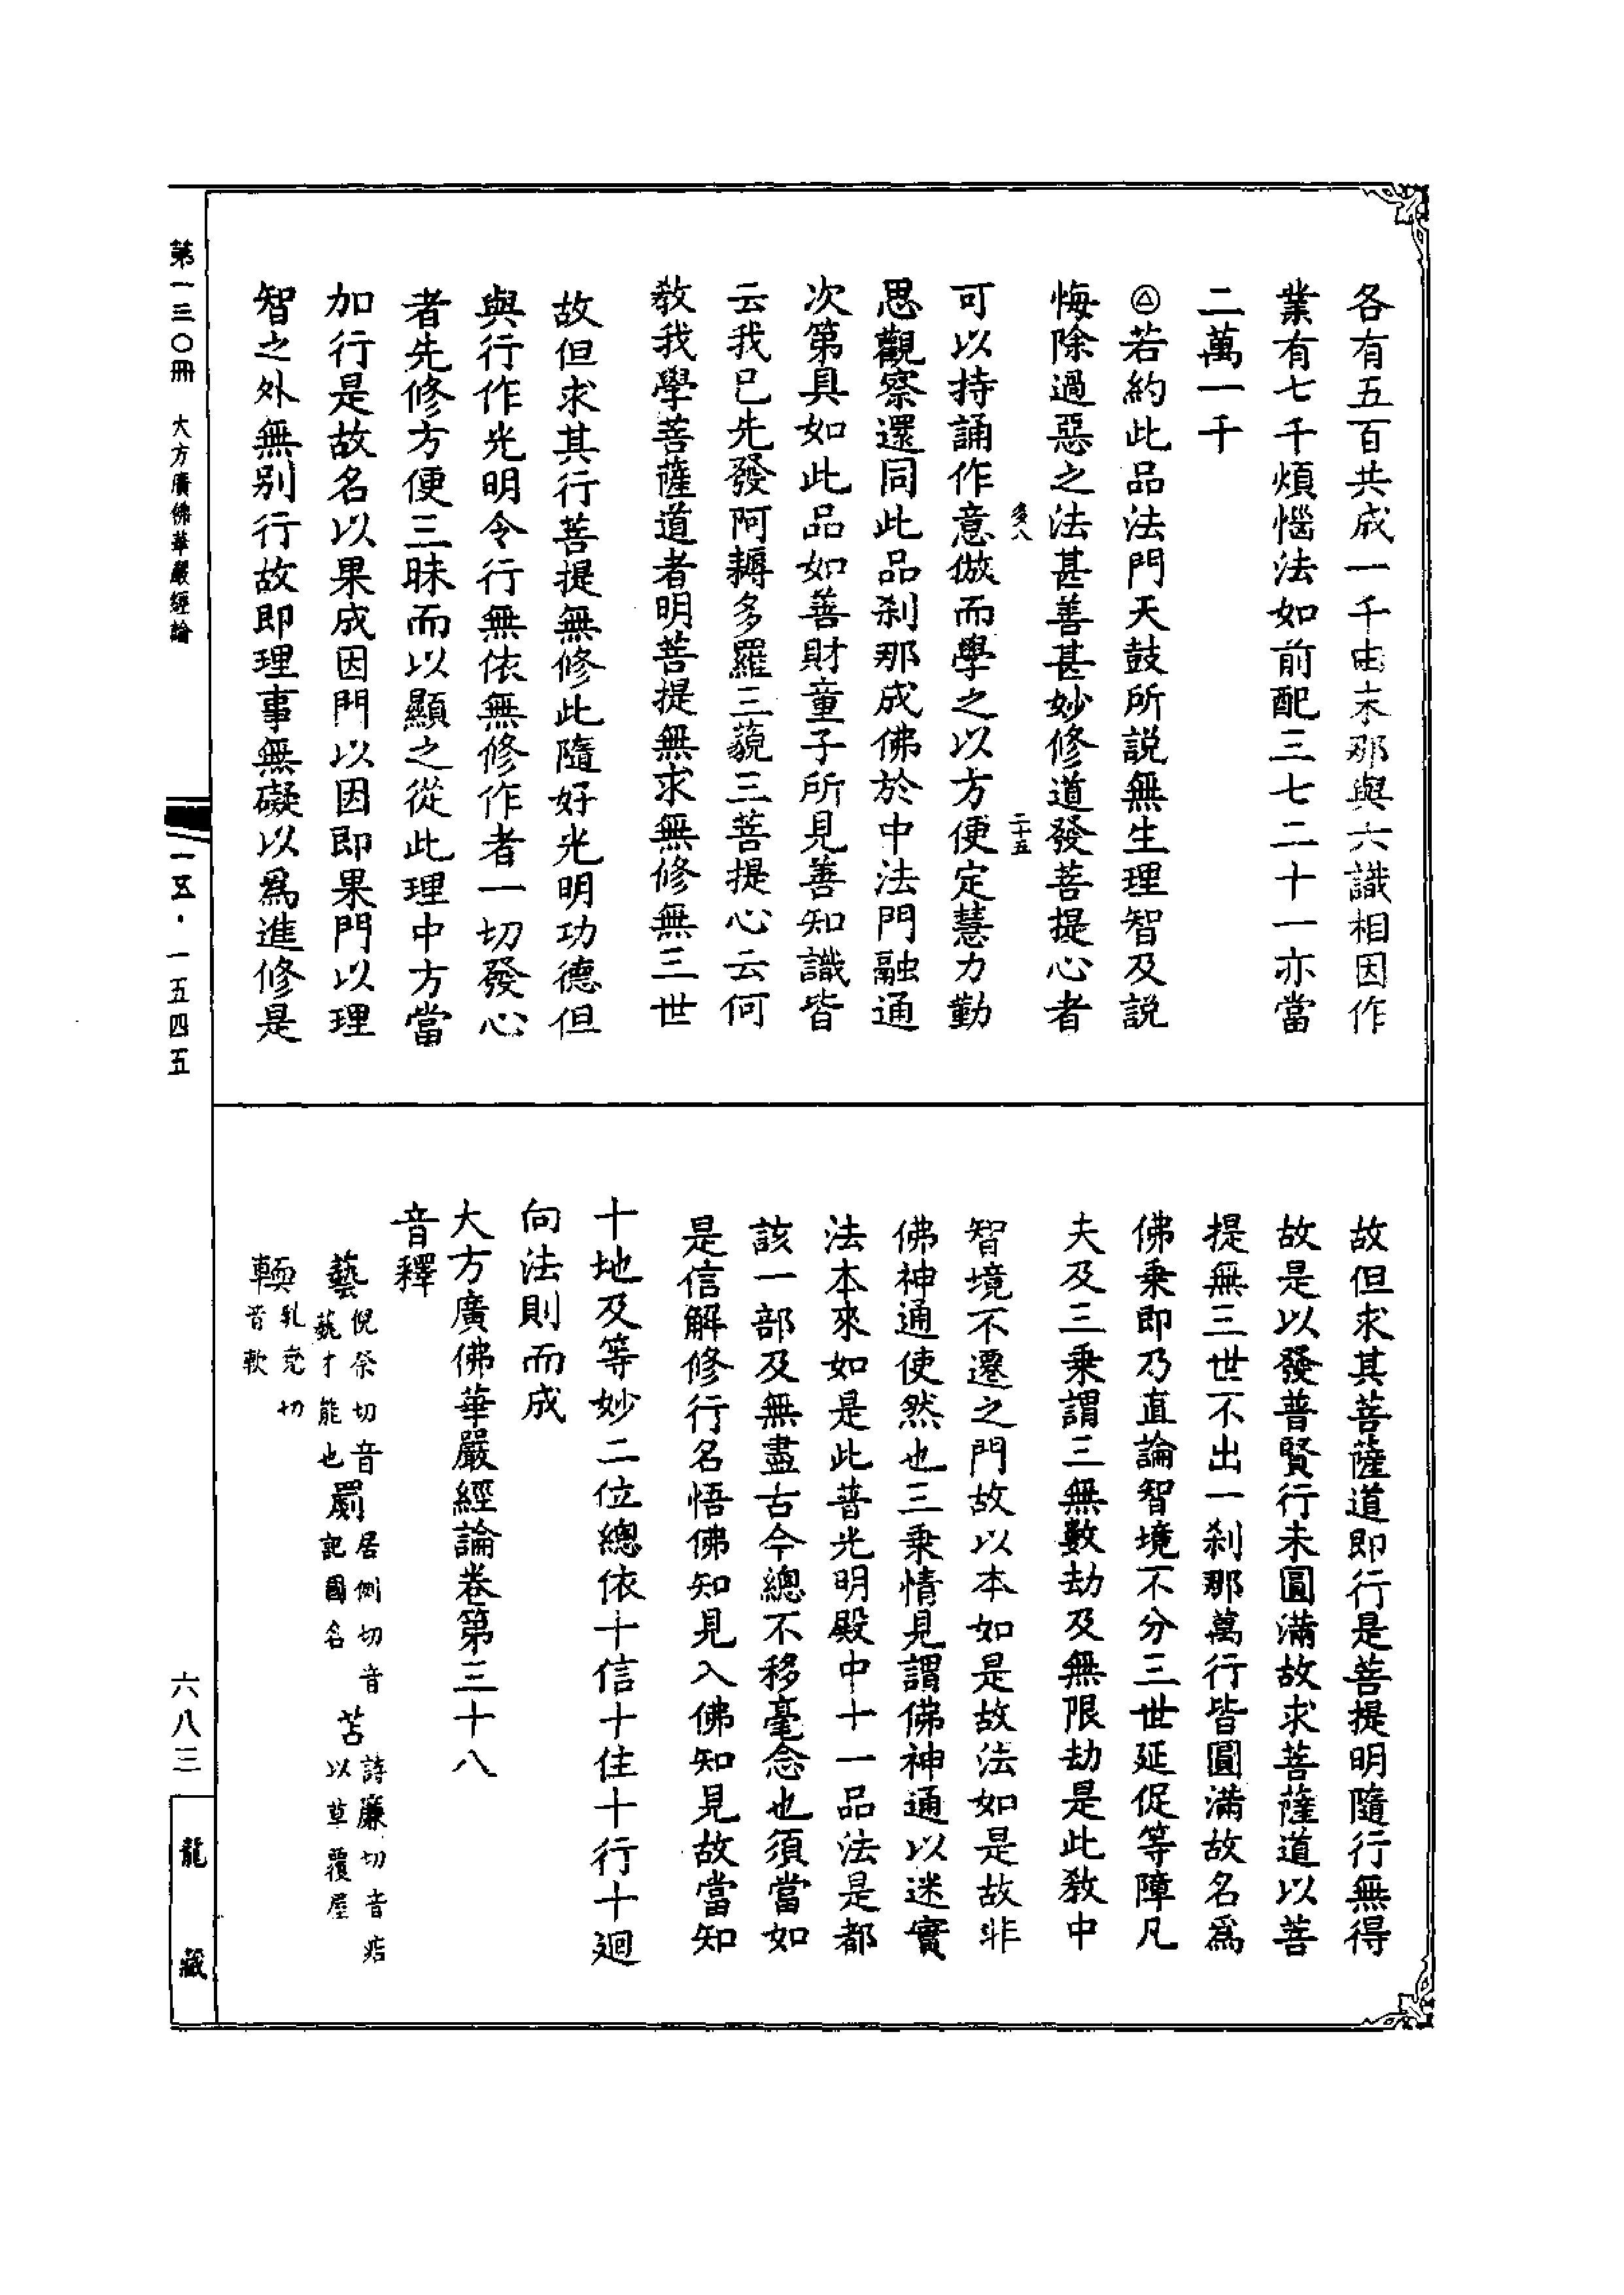 各有五百共成一千由末那與六識相因作
業有七千煩惱法如前配三七二十一亦當
二萬一千
△若約此品法門天鼓所説無生理智及説
悔除過惡之法甚善甚妙修道發菩提心者
多八
二十五
可以持誦作意倣而學之以方便定慧力勤
思觀察還同此品刹那成佛於中法門融通
次第具如此品如善財童子所見善知識皆
云我已先發阿耨多羅三藐三菩提心云何
教我學菩薩道者明菩提無求無修無三世
故但求其行菩提無修此隨好光明功德但
與行作光明令行無依無修作者一切發心
者先修方便三昧而以顯之從此理中方當
加行是故名以果成因門以因即果門以理
智之外無別行故即理事無礙以爲進修是
故但求其菩薩道即行是菩提明隨行無得
故是以發普賢行未圓滿故求菩薩道以菩
提無三世不出一刹那萬行皆圓滿故名爲
佛乗即乃直論智境不分三世延促等障凡
夫及三乗謂三無數劫及無限劫是此教中
智境不遷之門故以本如是故法如是故非
佛神通使然也三乗情見謂佛神通以迷實
法本來如是此普光明殿中十一品法是都
該一部及無盡古今總不移毫念也須當如
是信解修行名悟佛知見入佛知見故當知
十地及等妙二位總依十信十住十行十迴
向法則而成
大方廣佛華嚴經論卷第三十八
音釋
藝倪祭切音蓺才能也 罽居例切音記國名 苫詩廉切音痁以草覆屋
輭乳兖切音軟
第一三〇冊 大方廣佛華嚴經論
一五·一五四五
六八三
龍藏